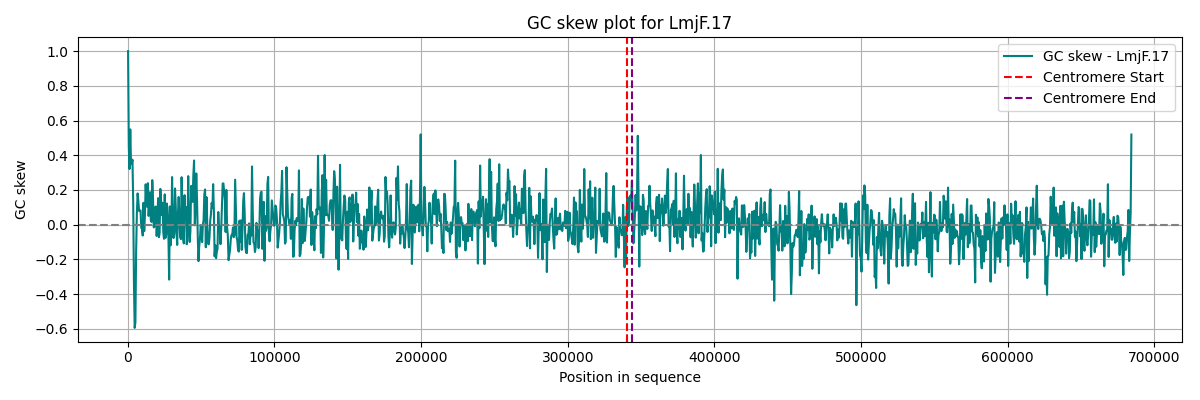 GC skew plot for LmjF.17
GC skew - LmjF.17
Centromere Start
Centromere End
GC skew
1.0
0.8
0.6
0.4
0.2
0.0
−0.2
−0.4
−0.6
0 100000 200000 300000 400000 500000 600000 700000
Position in sequence